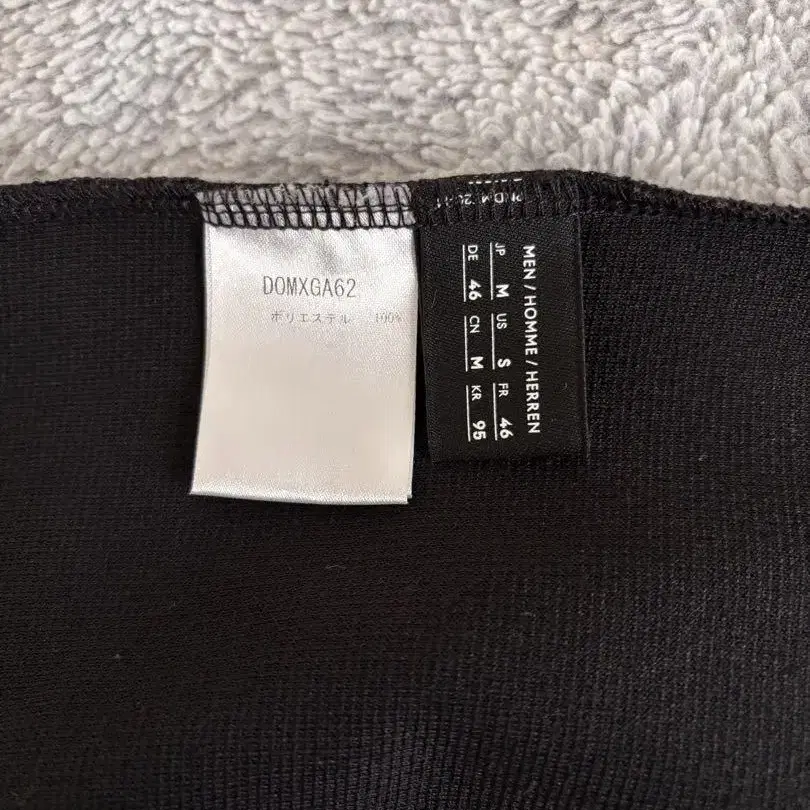 DOMXGA62
ポリエステル 100%
MEN / HOMME / HERREN
JP M US S FR 46
DE 46 CN M KR 95